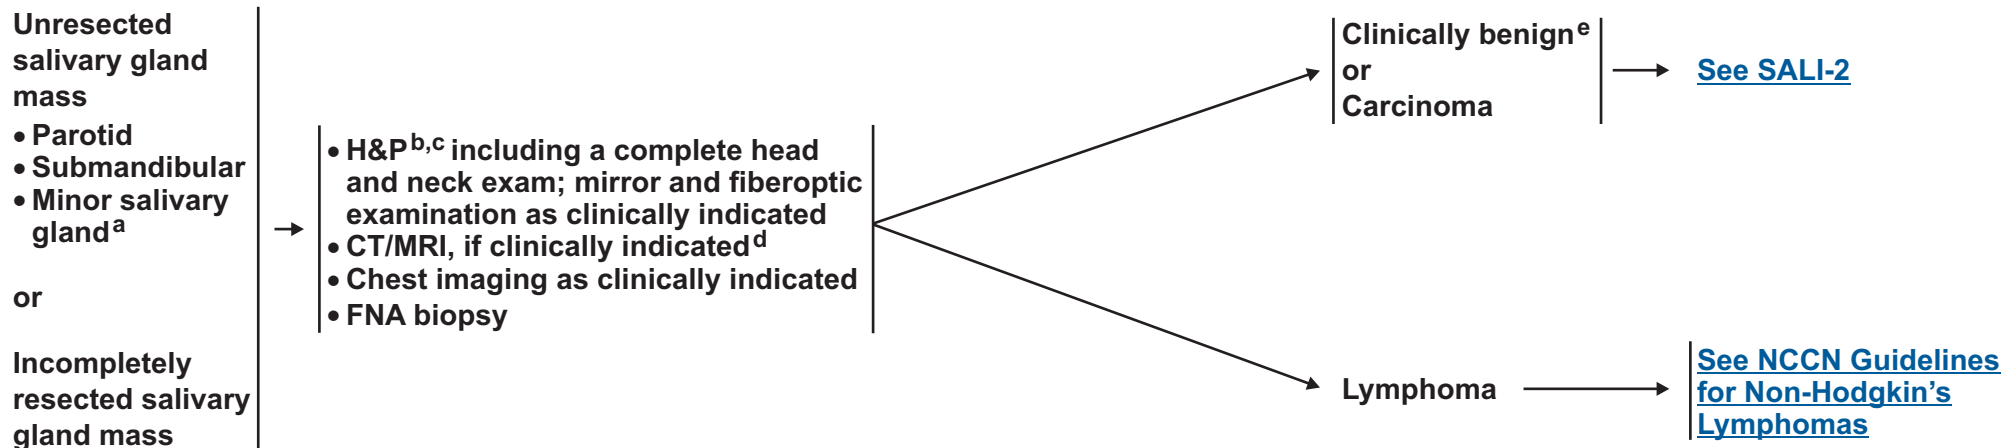 Unresected
salivary gland
mass
• Parotid
• Submandibular
• Minor salivary
gland a
or
Incompletely
resected salivary
gland mass
• H&P b,c including a complete head
and neck exam; mirror and fiberoptic
examination as clinically indicated
• CT/MRI, if clinically indicated d
• Chest imaging as clinically indicated
• FNA biopsy
Clinically benign e
or
Carcinoma
See SALI-2
Lymphoma
See NCCN Guidelines
for Non-Hodgkin’s
Lymphomas